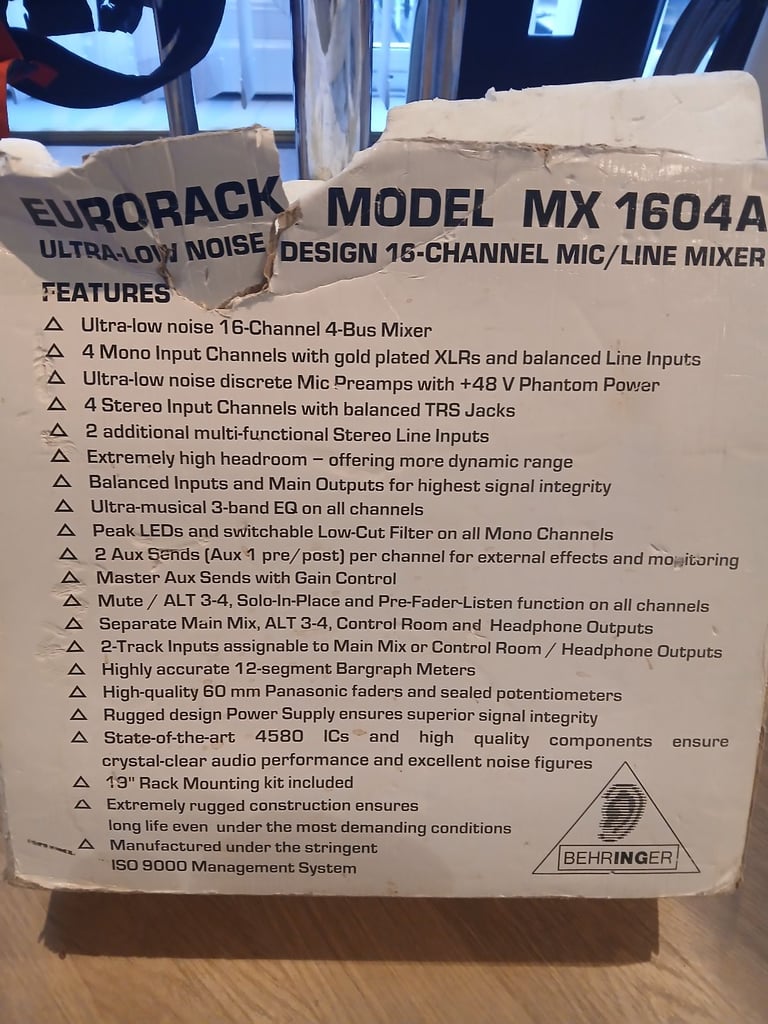 EURORACK MODEL MX 1604A
ULTRA-LOW NOISE DESIGN 16-CHANNEL MIC/LINE MIXER
FEATURES
△ Ultra-low noise 16-Channel 4-Bus Mixer
△ 4 Mono Input Channels with gold plated XLRs and balanced Line Inputs
△ Ultra-low noise discrete Mic Preamps with +48 V Phantom Power
△ 4 Stereo Input Channels with balanced TRS Jacks
△ 2 additional multi-functional Stereo Line Inputs
△ Extremely high headroom – offering more dynamic range
△ Balanced Inputs and Main Outputs for highest signal integrity
△ Ultra-musical 3-band EQ on all channels
△ Peak LEDs and switchable Low-Cut Filter on all Mono Channels
△ 2 Aux Sends (Aux 1 pre/post) per channel for external effects and monitoring
△ Master Aux Sends with Gain Control
△ Mute / ALT 3-4, Solo-In-Place and Pre-Fader-Listen function on all channels
△ Separate Main Mix, ALT 3-4, Control Room and Headphone Outputs
△ 2-Track Inputs assignable to Main Mix or Control Room / Headphone Outputs
△ Highly accurate 12-segment Bargraph Meters
△ High-quality 60 mm Panasonic faders and sealed potentiometers
△ Rugged design Power Supply ensures superior signal integrity
△ State-of-the-art 4580 ICs and high quality components ensure
crystal-clear audio performance and excellent noise figures
△ 19" Rack Mounting kit included
△ Extremely rugged construction ensures
long life even under the most demanding conditions
△ Manufactured under the stringent
ISO 9000 Management System
BEHRINGER